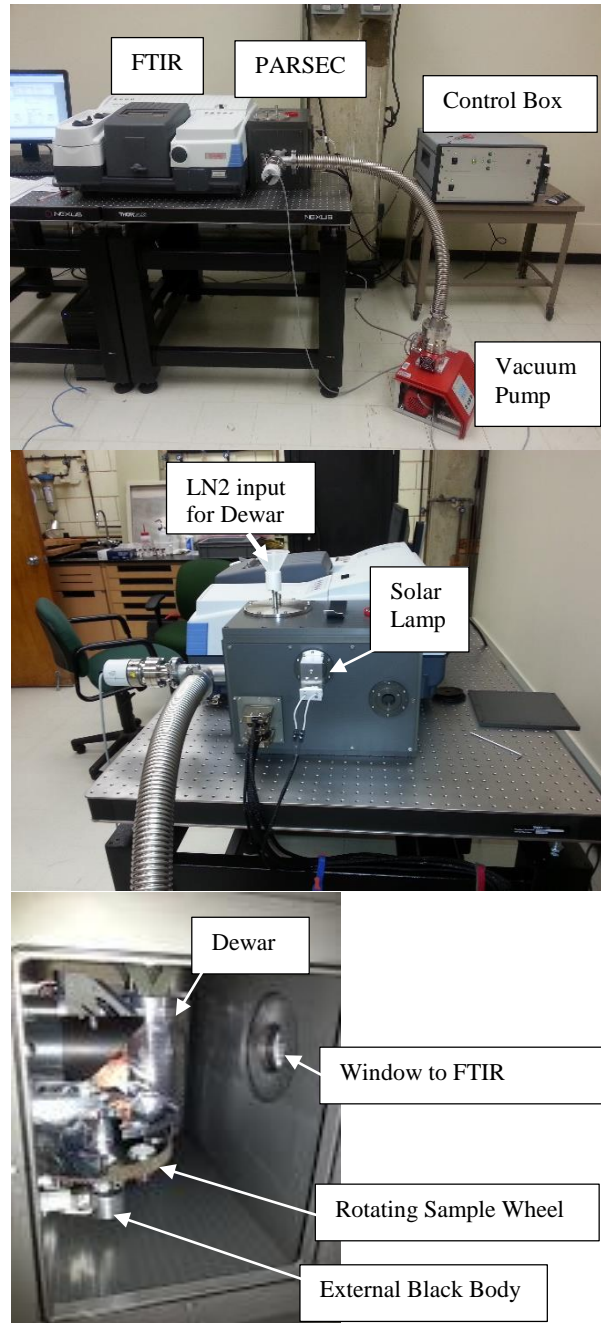 FTIR
PARSEC
Control Box
NEXUS
THORLABS
NEXUS
Vacuum
Pump
LN2 input
for Dewar
Solar
Lamp
Dewar
Window to FTIR
Rotating Sample Wheel
External Black Body